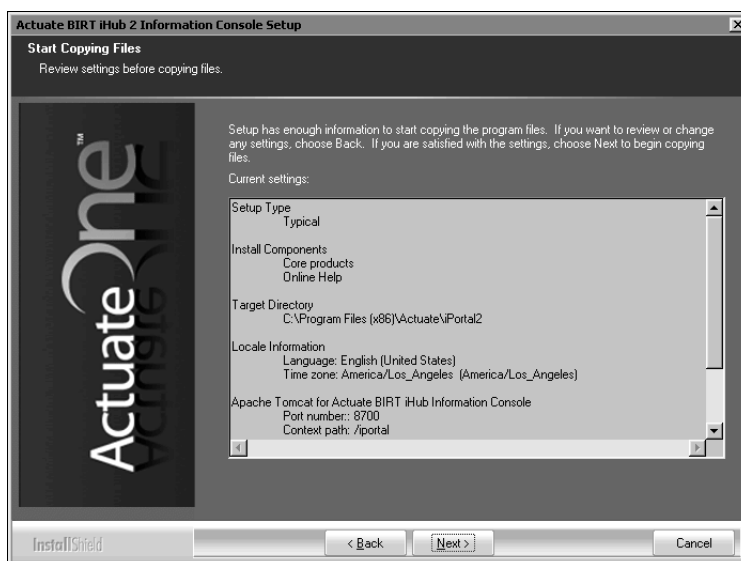 Actuate BIRT iHub 2 Information Console Setup
Start Copying Files
Review settings before copying files.
ActuateOne™
Setup has enough information to start copying the program files. If you want to review or change
any settings, choose Back. If you are satisfied with the settings, choose Next to begin copying
files.
Current settings:
Setup Type
Typical
Install Components
Core products
Online Help
Target Directory
C:\Program Files (x86)\Actuate\iPortal2
Locale Information
Language: English (United States)
Time zone: America/Los_Angeles (America/Los_Angeles)
Apache Tomcat for Actuate BIRT iHub Information Console
Port number:: 8700
Context path: /iportal
InstallShield
< Back
Next >
Cancel